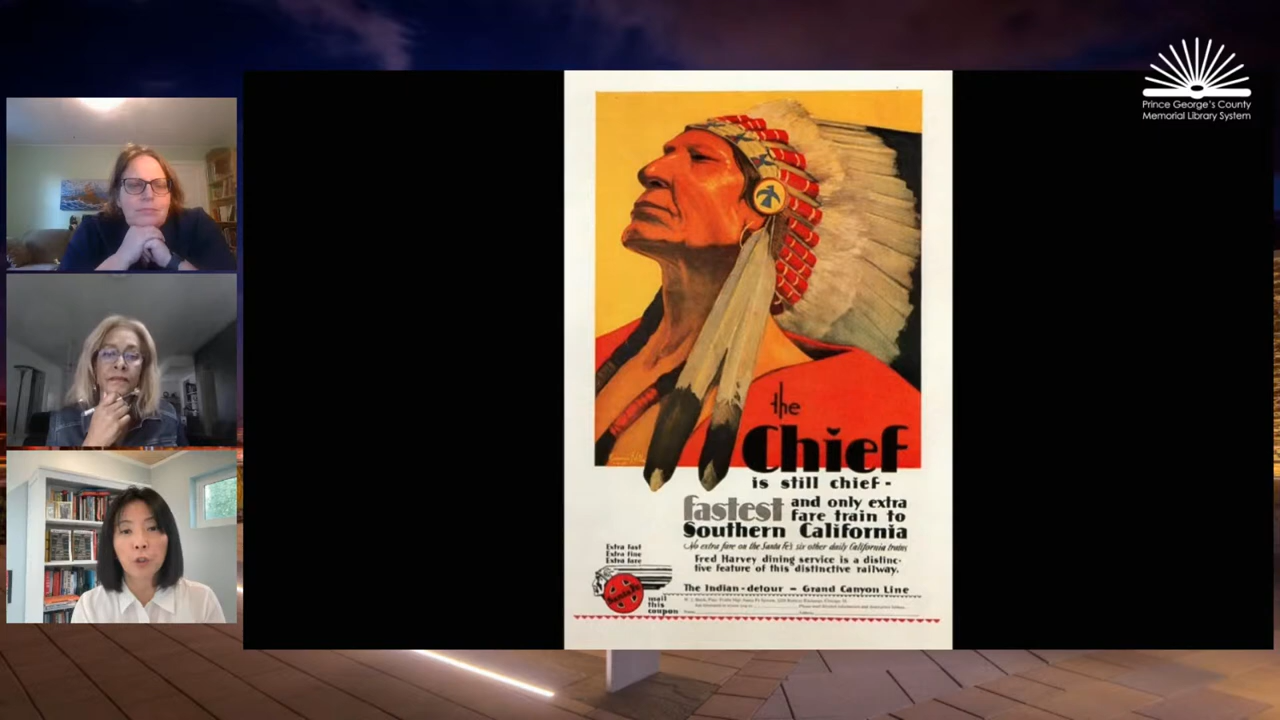 Prince George's County
Memorial Library System
the
Chief
is still chief-
fastest and only extra
fare train to
Southern California
No extra fare on the Santa Fe's six other daily California trains
Fred Harvey dining service is a distinc-
tive feature of this distinctive railway.
Extra fast
Extra fine
Extra fare
Santa Fe
mail
this
coupon
The Indian-detour - Grand Canyon Line